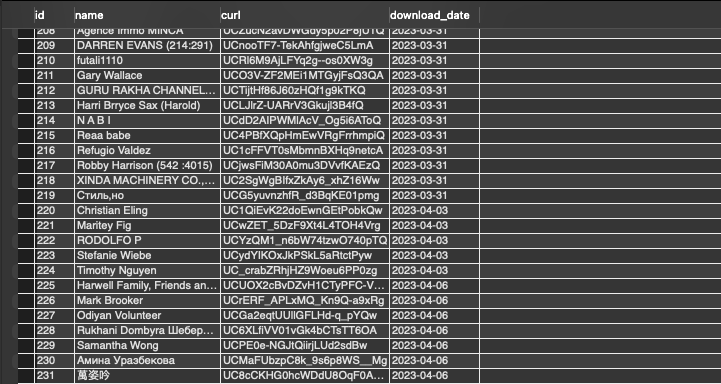 id name curl download_date
208 Agence Immo MINCA UCZucN2avDWGdy5p0zP8jUTQ 2023-03-31
209 DARREN EVANS (214:291) UCnooTF7-TekAhfgjweC5LmA 2023-03-31
210 futali1110 UCRl6M9AjLFYq2g--os0XW3g 2023-03-31
211 Gary Wallace UCO3V-ZF2MEi1MTGyjFsQ3QA 2023-03-31
212 GURU RAKHA CHANNEL... UCTijtHf86J60zHQf1g9kTKQ 2023-03-31
213 Harri Brryce Sax (Harold) UCLJlrZ-UARrV3Gkujl3B4fQ 2023-03-31
214 N A B I UCdD2AlPWMlAcV_Og5i6AToQ 2023-03-31
215 Reaa babe UC4PBfXQpHmEwVRgFrrhmpiQ 2023-03-31
216 Refugio Valdez UC1cFFVT0sMbmnBXHq9netcA 2023-03-31
217 Robby Harrison (542 :4015) UCjwsFiM30A0mu3DVvfKAEzQ 2023-03-31
218 XINDA MACHINERY CO.,... UC2SgWgBIfxZkAy6_xhZ16Ww 2023-03-31
219 Стиль,но UCG5yuvnzhfR_d3BqKE01pmg 2023-03-31
220 Christian Eling UC1QiEvK22doEwnGEtPobkQw 2023-04-03
221 Maritey Fig UCwZET_5DzF9Xt4L4TOH4Vrg 2023-04-03
222 RODOLFO P UCYzQM1_n6bW74tzwO740pTQ 2023-04-03
223 Stefanie Wiebe UCydYIKOxJkPSkL5aRtctPyw 2023-04-03
224 Timothy Nguyen UC_crabZRhjHZ9Woeu6PP0zg 2023-04-03
225 Harwell Family, Friends an... UCUOX2cBvDZvH1CTyPFC-V... 2023-04-06
226 Mark Brooker UCrERF_APLxMQ_Kn9Q-a9xRg 2023-04-06
227 Odiyan Volunteer UCGa2eqtUUllGFLHd-q_pYQw 2023-04-06
228 Rukhani Dombyra Шебер... UC6XLfiVV01vGk4bCTsTT6OA 2023-04-06
229 Samantha Wong UCPE0e-NGJtQiirjLUd2sdBw 2023-04-06
230 Амина Уразбекова UCMaFUbzpC8k_9s6p8WS__Mg 2023-04-06
231 萬姿吟 UC8cCKHG0hcWDdU8OqF0A... 2023-04-06